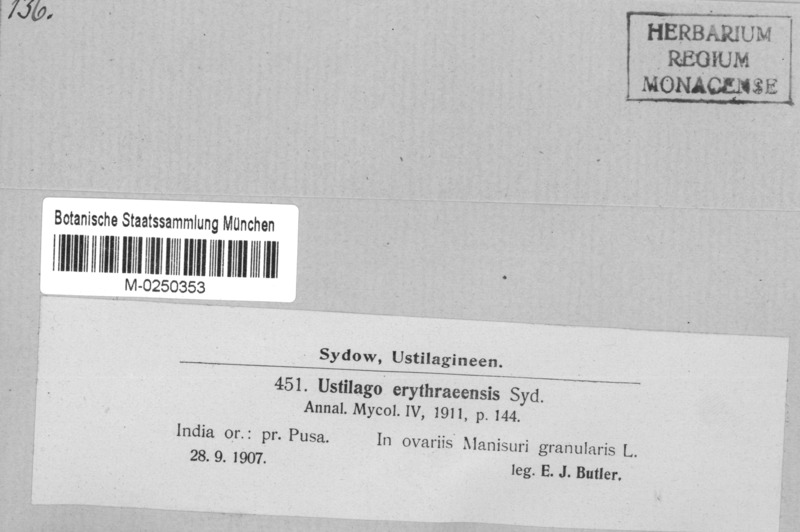 136.
HERBARIUM
REGIUM
MONACENSE
Botanische Staatssammlung München
M-0250353
Sydow, Ustilagineen.
451. Ustilago erythraeensis Syd.
Annal. Mycol. IV, 1911, p. 144.
India or.: pr. Pusa. In ovariis Manisuri granularis L.
28. 9. 1907. leg. E. J. Butler.